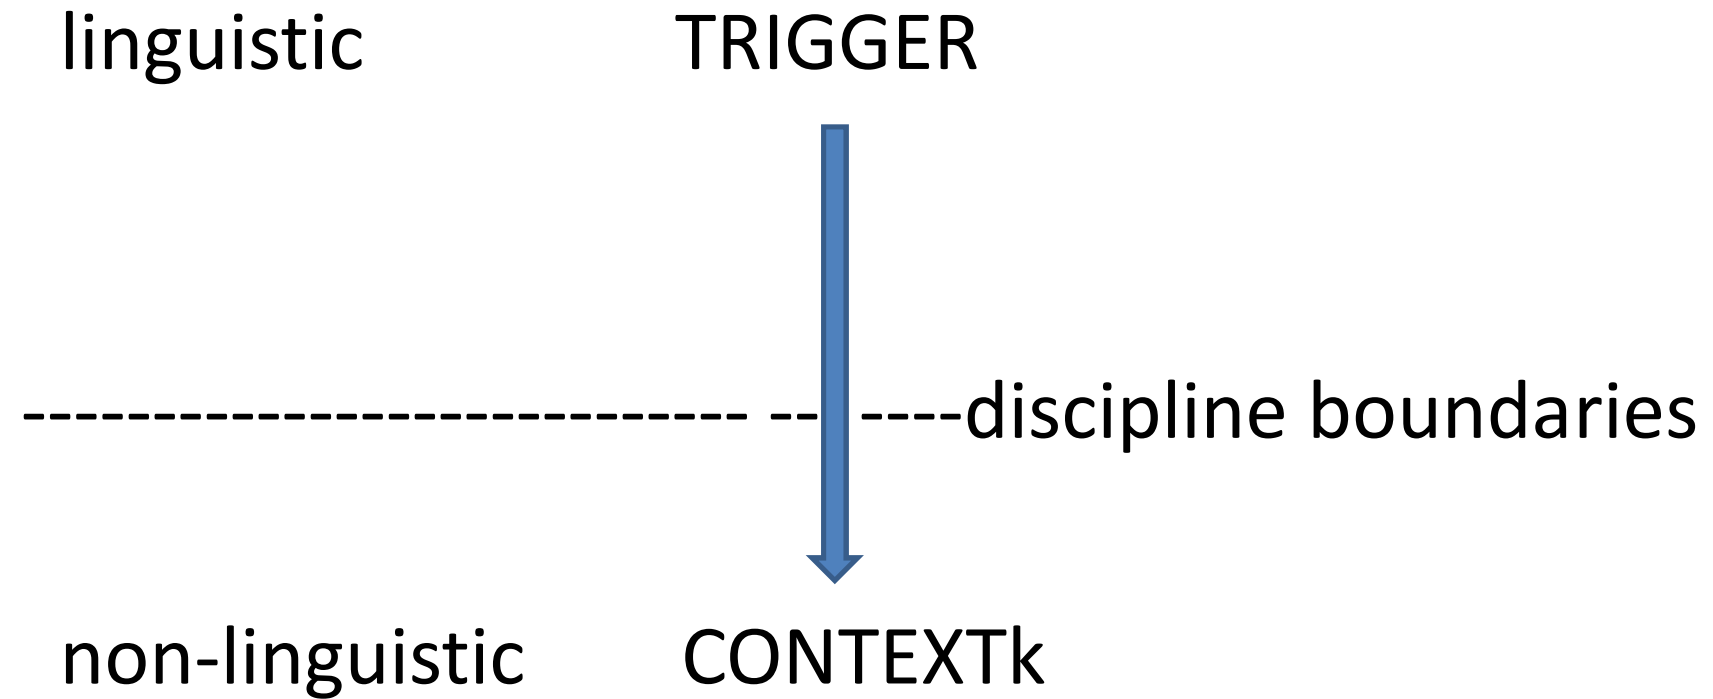 linguistic TRIGGER
---------------------------- -- ----discipline boundaries
non-linguistic CONTEXTk